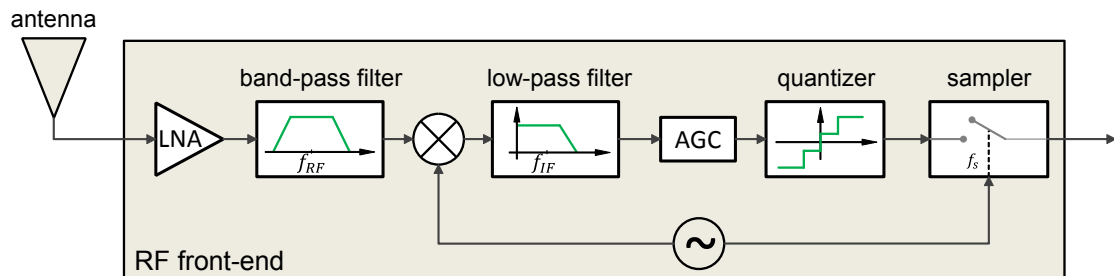 antenna
band-pass filter
low-pass filter
quantizer
sampler
LNA
f_RF
f_IF
AGC
f_s
~
RF front-end